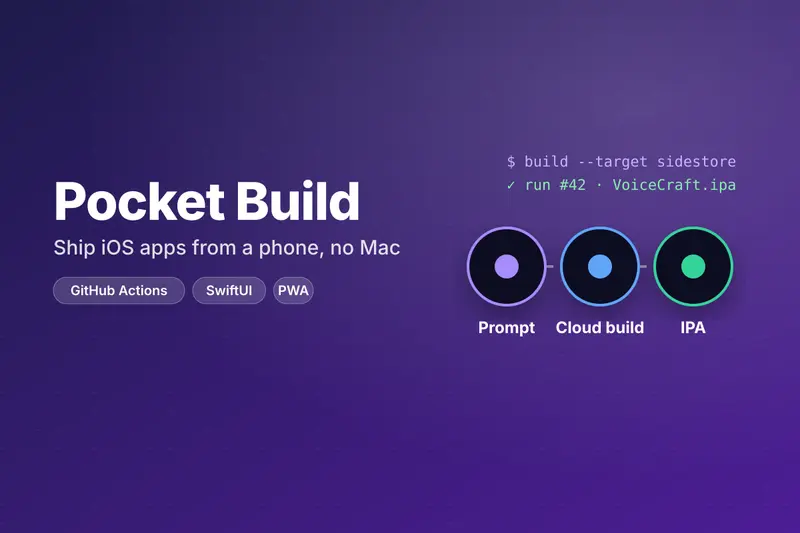 Pocket Build
Ship iOS apps from a phone, no Mac
GitHub Actions
SwiftUI
PWA
$ build --target sidestore
✓ run #42 · VoiceCraft.ipa
Prompt
Cloud build
IPA